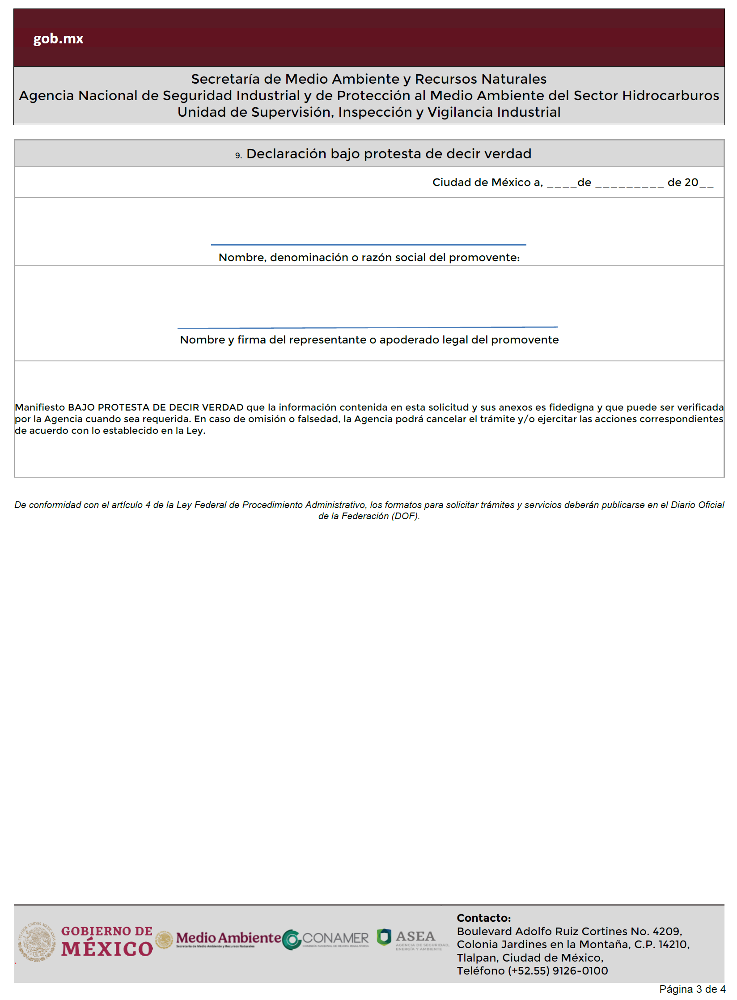 gob.mx
Secretaría de Medio Ambiente y Recursos Naturales
Agencia Nacional de Seguridad Industrial y de Protección al Medio Ambiente del Sector Hidrocarburos
Unidad de Supervisión, Inspección y Vigilancia Industrial
9. Declaración bajo protesta de decir verdad
Ciudad de México a, ____de _________ de 20__
Nombre, denominación o razón social del promovente:
Nombre y firma del representante o apoderado legal del promovente
Manifiesto BAJO PROTESTA DE DECIR VERDAD que la información contenida en esta solicitud y sus anexos es fidedigna y que puede ser verificada
por la Agencia cuando sea requerida. En caso de omisión o falsedad, la Agencia podrá cancelar el trámite y/o ejercitar las acciones correspondientes
de acuerdo con lo establecido en la Ley.
De conformidad con el artículo 4 de la Ley Federal de Procedimiento Administrativo, los formatos para solicitar trámites y servicios deberán publicarse en el Diario Oficial
de la Federación (DOF).
ESTADOS UNIDOS MEXICANOS
GOBIERNO DE
MÉXICO
Medio Ambiente
Secretaría de Medio Ambiente y Recursos Naturales
CONAMER
COMISIÓN NACIONAL DE MEJORA REGULATORIA
ASEA
AGENCIA DE SEGURIDAD,
ENERGÍA Y AMBIENTE
Contacto:
Boulevard Adolfo Ruiz Cortines No. 4209,
Colonia Jardines en la Montaña, C.P. 14210,
Tlalpan, Ciudad de México,
Teléfono (+52.55) 9126-0100
Página 3 de 4